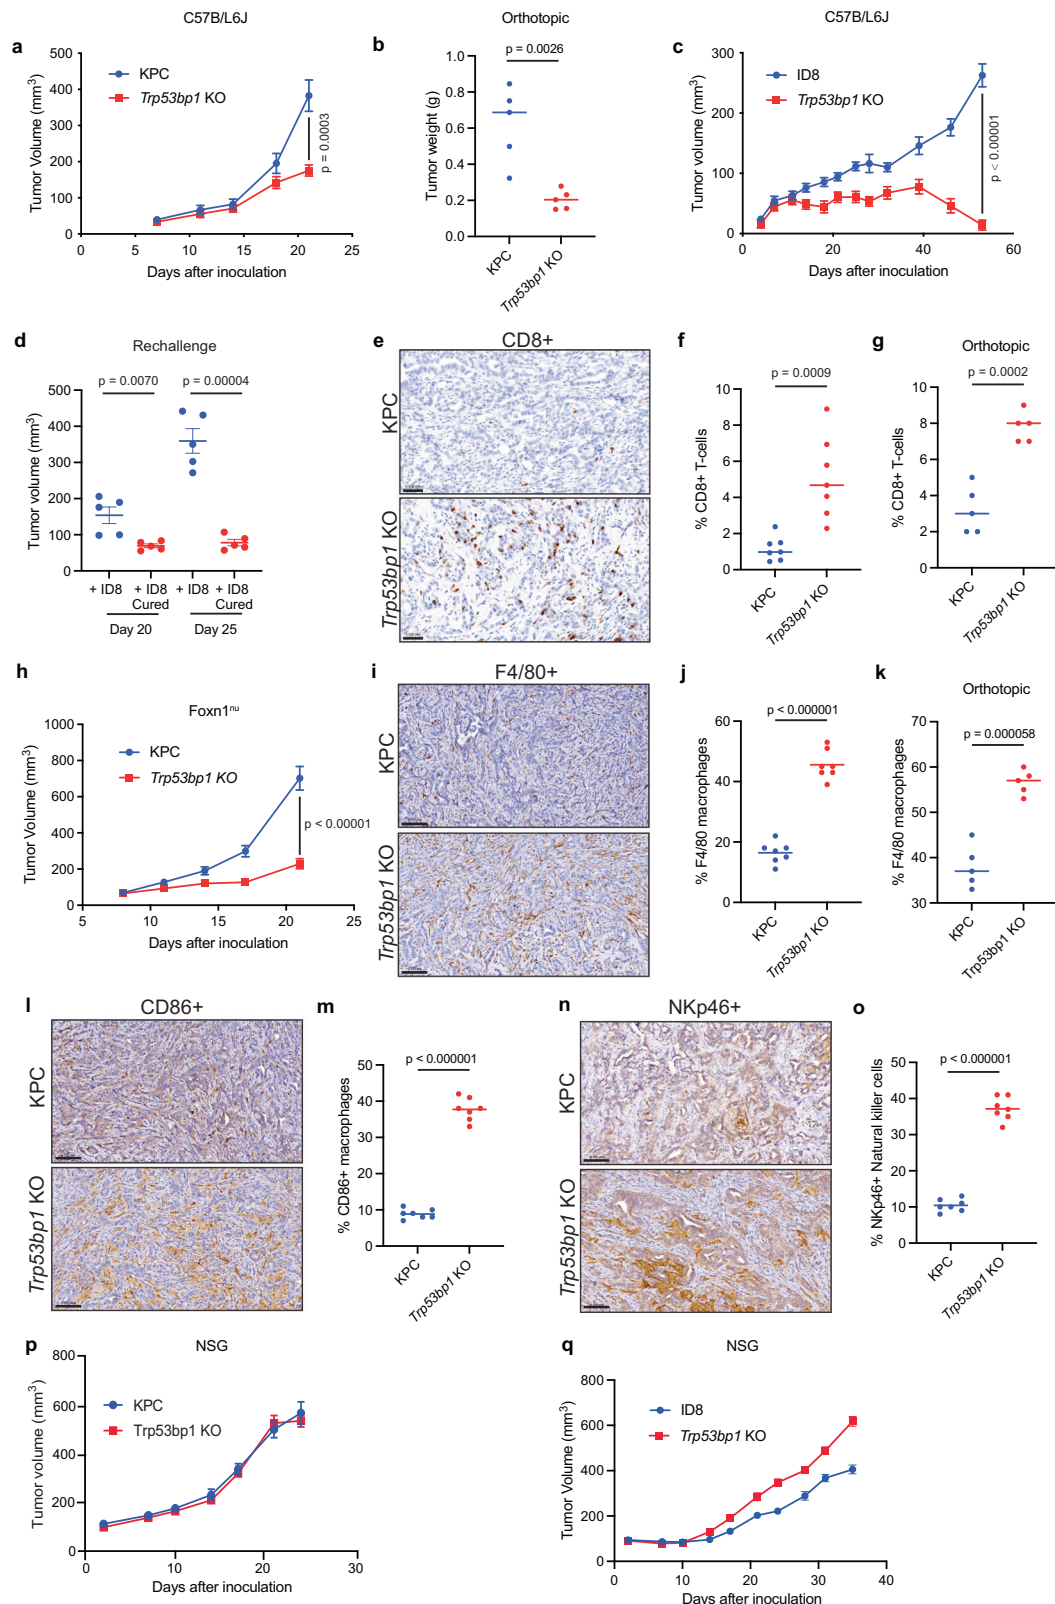 a
C57B/L6J
Tumor Volume (mm³)
500
400
300
200
100
0
KPC
Trp53bp1 KO
p = 0.0003
0
5
10
15
20
25
Days after inoculation
b
Orthotopic
p = 0.0026
Tumor weight (g)
1.0
0.8
0.6
0.4
0.2
0.0
KPC
Trp53bp1 KO
c
C57B/L6J
Tumor volume (mm³)
300
200
100
0
ID8
Trp53bp1 KO
p < 0.00001
0
20
40
60
Days after inoculation
d
Rechallenge
p = 0.0070
p = 0.00004
Tumor volume (mm³)
500
400
300
200
100
0
+ ID8
+ ID8
Cured
+ ID8
+ ID8
Cured
Day 20
Day 25
e
CD8+
KPC
Trp53bp1 KO
f
p = 0.0009
% CD8+ T-cells
10
8
6
4
2
0
KPC
Trp53bp1 KO
g
Orthotopic
p = 0.0002
% CD8+ T-cells
10
8
6
4
2
0
KPC
Trp53bp1 KO
h
Foxn1ⁿᵘ
Tumor Volume (mm³)
1000
800
600
400
200
0
KPC
Trp53bp1 KO
p < 0.00001
5
10
15
20
25
Days after inoculation
i
F4/80+
KPC
Trp53bp1 KO
j
p < 0.000001
% F4/80 macrophages
60
40
20
0
KPC
Trp53bp1 KO
k
Orthotopic
p = 0.000058
% F4/80 macrophages
70
60
50
40
30
KPC
Trp53bp1 KO
l
CD86+
KPC
Trp53bp1 KO
m
p < 0.000001
% CD86+ macrophages
50
40
30
20
10
0
KPC
Trp53bp1 KO
n
NKp46+
KPC
Trp53bp1 KO
o
p < 0.000001
% NKp46+ Natural killer cells
50
40
30
20
10
0
KPC
Trp53bp1 KO
p
NSG
Tumor volume (mm³)
800
600
400
200
0
KPC
Trp53bp1 KO
0
10
20
30
Days after inoculation
q
NSG
Tumor Volume (mm³)
800
600
400
200
0
ID8
Trp53bp1 KO
0
10
20
30
40
Days after inoculation